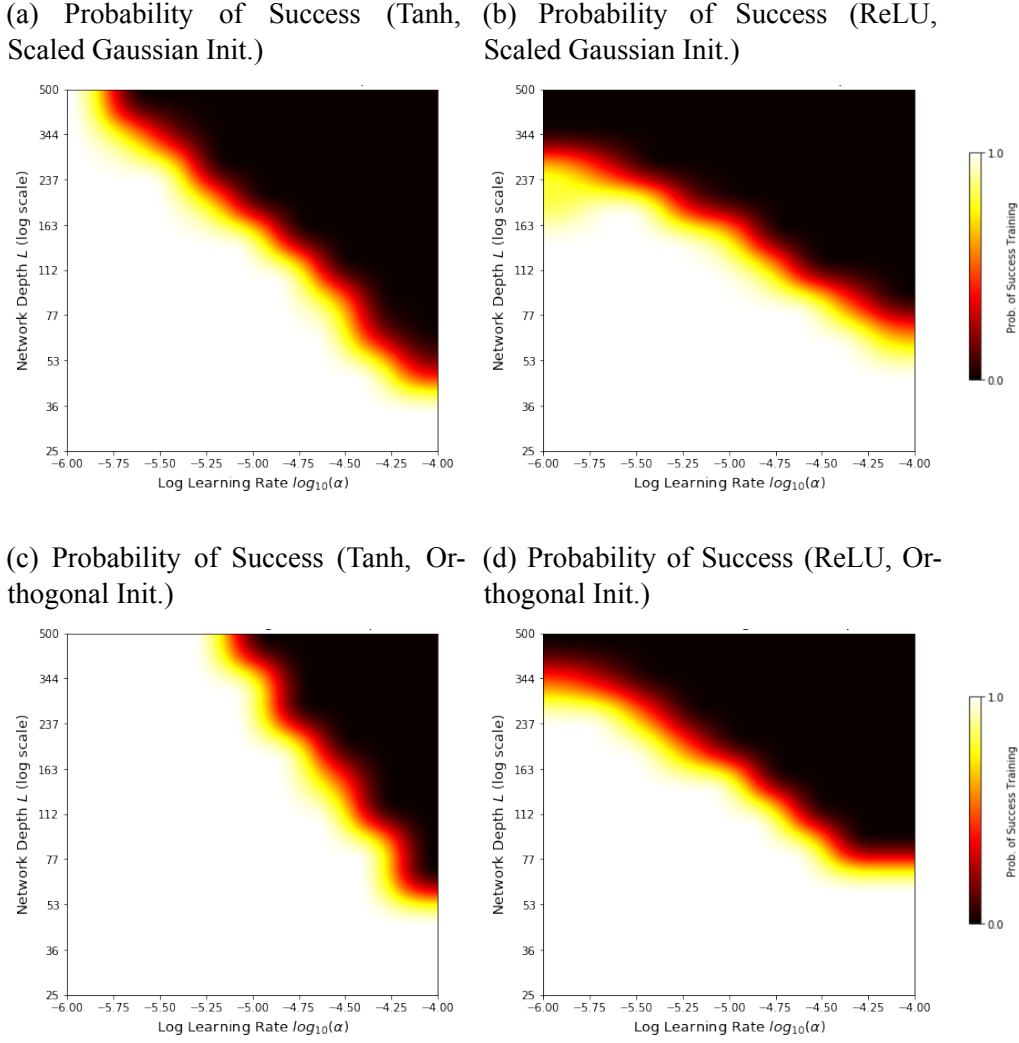 (a) Probability of Success (Tanh,
Scaled Gaussian Init.)
(b) Probability of Success (ReLU,
Scaled Gaussian Init.)
500
344
237
163
112
77
53
36
25
Network Depth L (log scale)
−6.00 −5.75 −5.50 −5.25 −5.00 −4.75 −4.50 −4.25 −4.00
Log Learning Rate log₁₀(α)
500
344
237
163
112
77
53
36
25
Network Depth L (log scale)
−6.00 −5.75 −5.50 −5.25 −5.00 −4.75 −4.50 −4.25 −4.00
Log Learning Rate log₁₀(α)
1.0
0.0
Prob. of Success Training
(c) Probability of Success (Tanh, Or-
thogonal Init.)
(d) Probability of Success (ReLU, Or-
thogonal Init.)
500
344
237
163
112
77
53
36
25
Network Depth L (log scale)
−6.00 −5.75 −5.50 −5.25 −5.00 −4.75 −4.50 −4.25 −4.00
Log Learning Rate log₁₀(α)
500
344
237
163
112
77
53
36
25
Network Depth L (log scale)
−6.00 −5.75 −5.50 −5.25 −5.00 −4.75 −4.50 −4.25 −4.00
Log Learning Rate log₁₀(α)
1.0
0.0
Prob. of Success Training